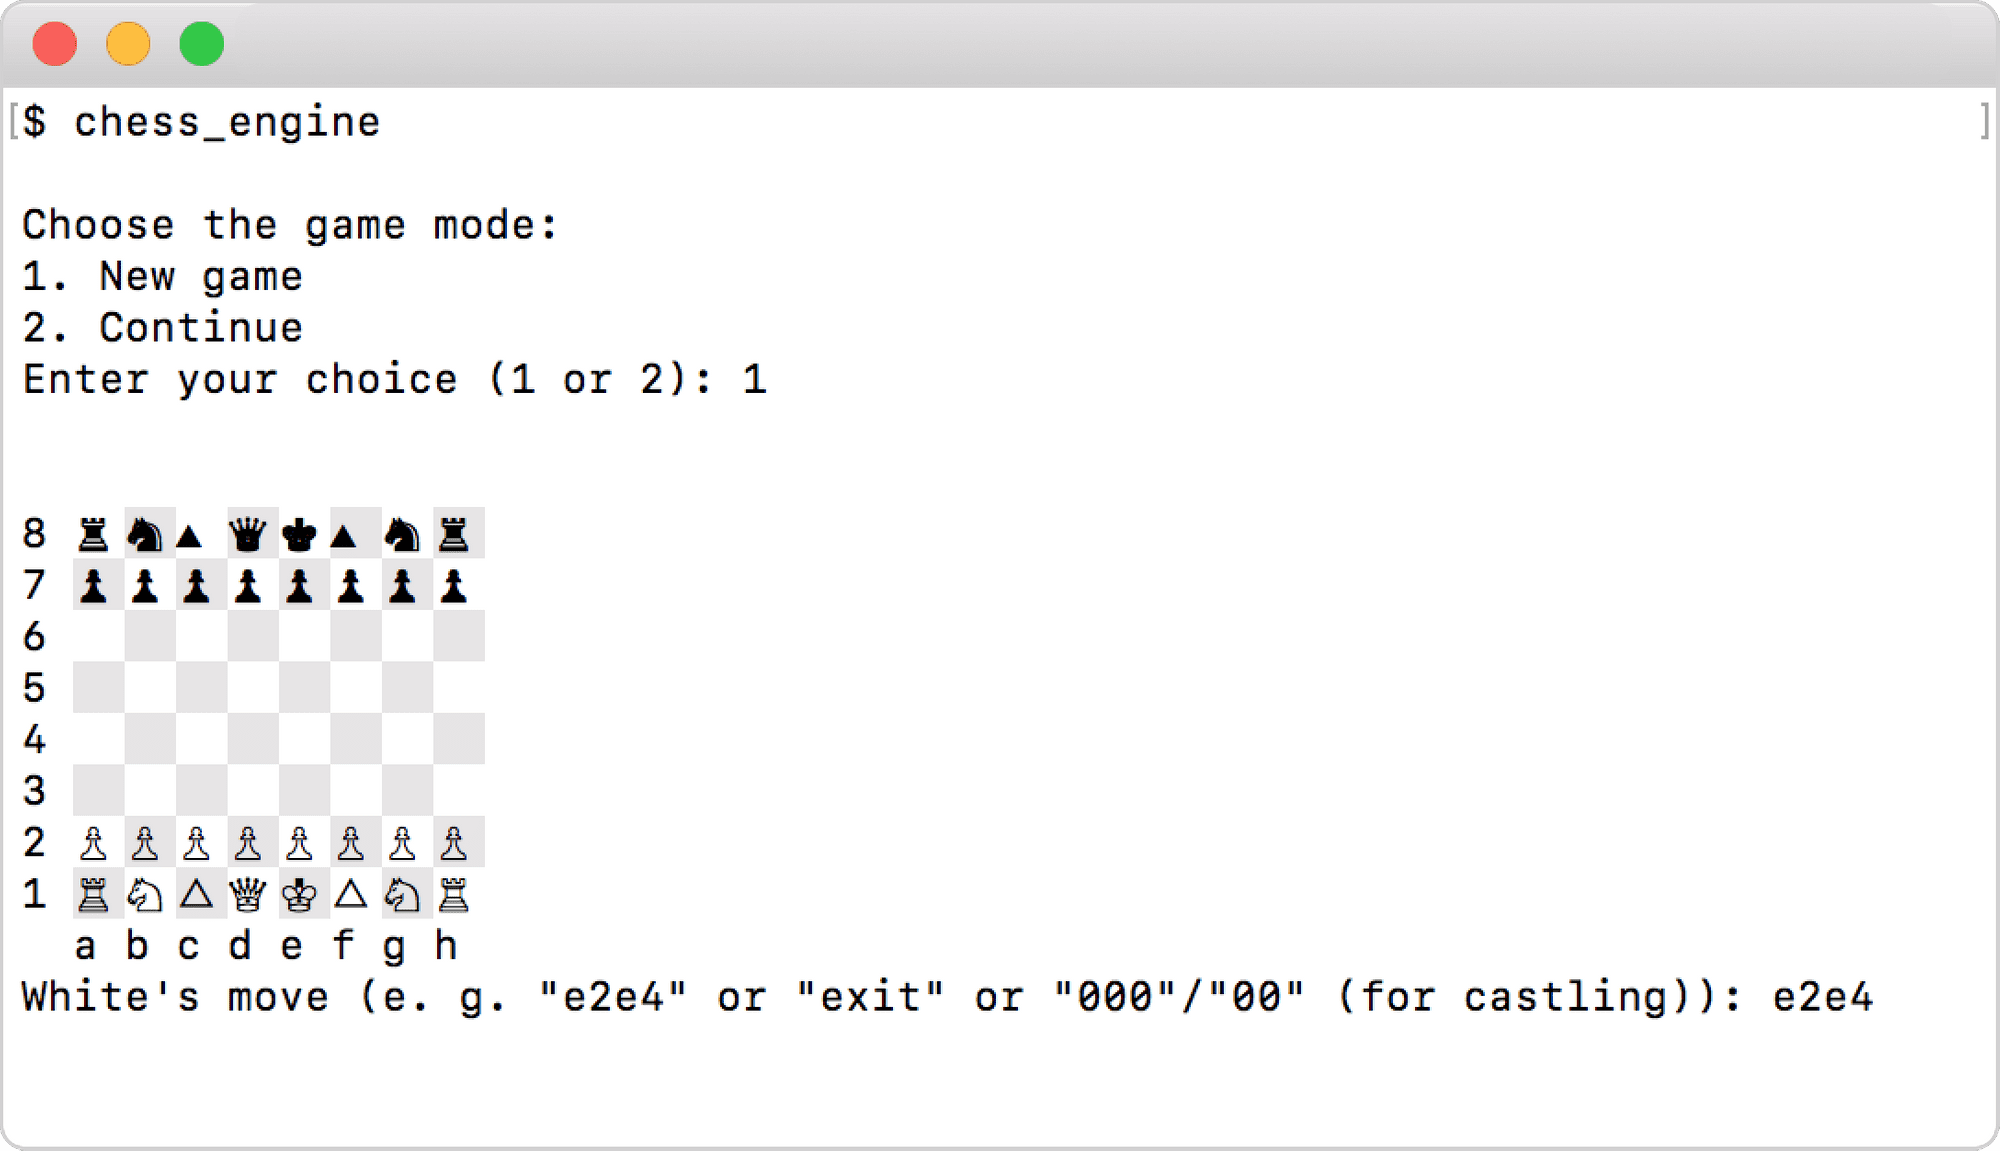 [$ chess_engine ]
Choose the game mode:
1. New game
2. Continue
Enter your choice (1 or 2): 1
8 ♜♞▲♛♚▲♞♜
7 ♟♟♟♟♟♟♟♟
6
5
4
3
2 ♙♙♙♙♙♙♙♙
1 ♖♘△♕♔△♘♖
a b c d e f g h
White's move (e. g. "e2e4" or "exit" or "000"/"00" (for castling)): e2e4